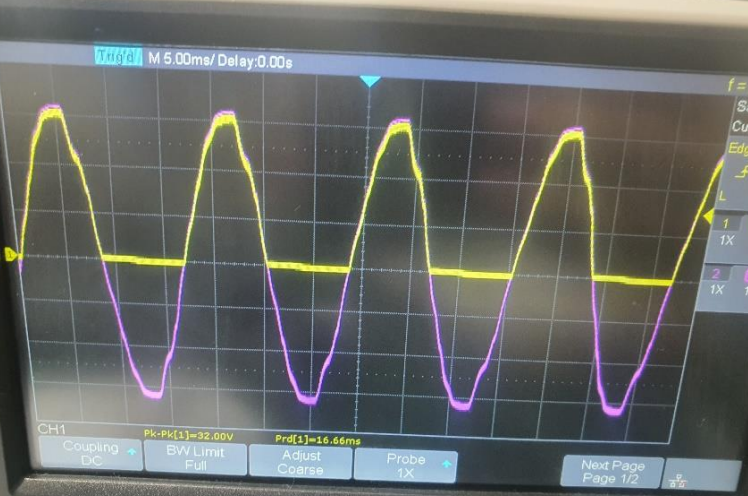 Trig'd M 5.00ms/ Delay:0.00s
f =
Edg
L
1
1X
2
1X
CH1
Pk-Pk[1]=32.00V Prd[1]=16.66ms
Coupling
DC
BW Limit
Full
Adjust
Coarse
Probe
1X
Next Page
Page 1/2